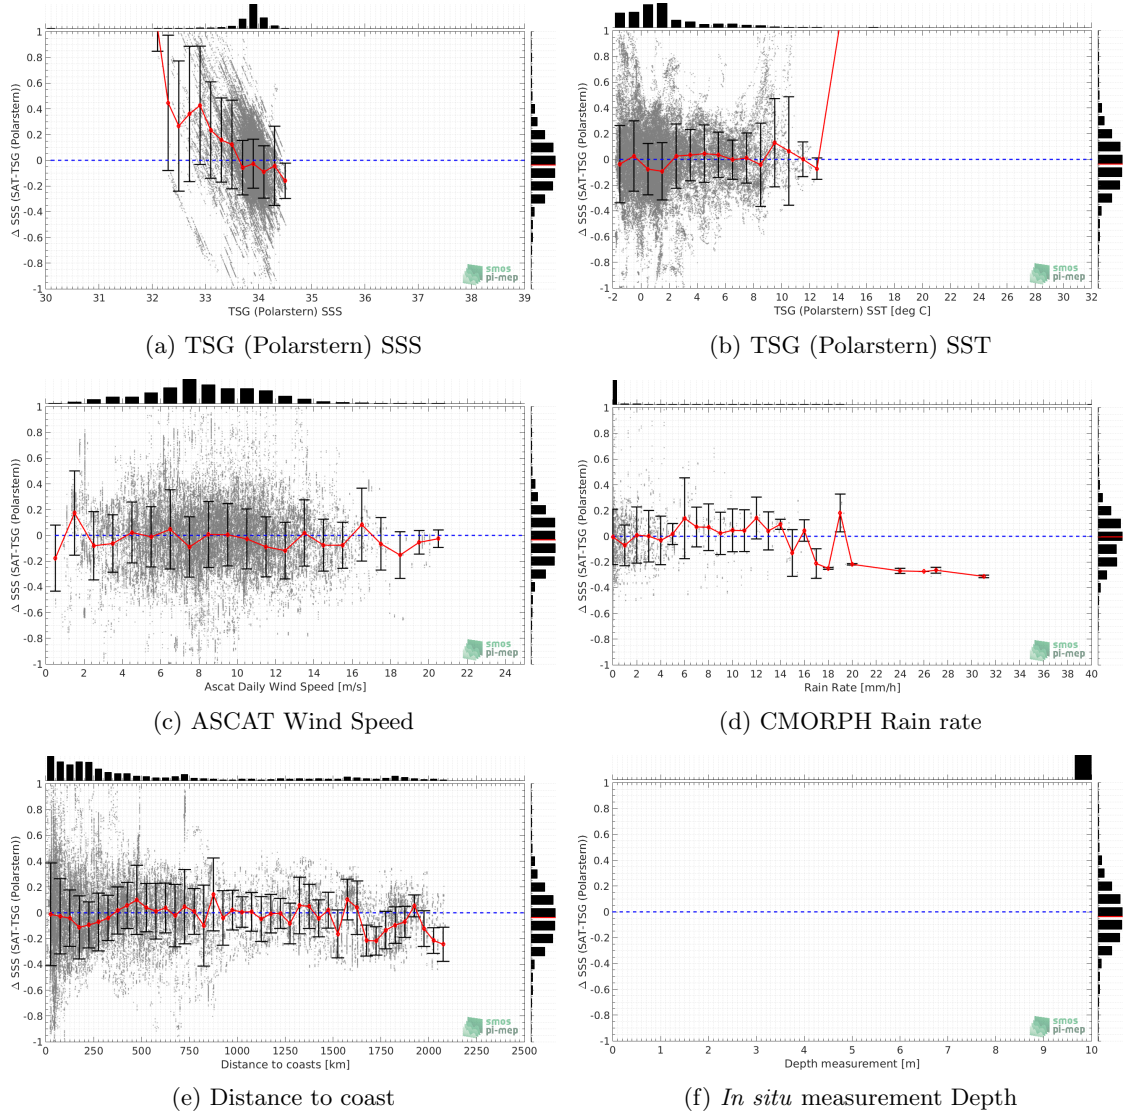 Δ SSS (SAT-TSG (Polarstern))
1
0.8
0.6
0.4
0.2
0
-0.2
-0.4
-0.6
-0.8
-1
30 31 32 33 34 35 36 37 38 39
TSG (Polarstern) SSS
smos
pi-mep
(a) TSG (Polarstern) SSS
Δ SSS (SAT-TSG (Polarstern))
1
0.8
0.6
0.4
0.2
0
-0.2
-0.4
-0.6
-0.8
-1
-2 0 2 4 6 8 10 12 14 16 18 20 22 24 26 28 30 32
TSG (Polarstern) SST [deg C]
smos
pi-mep
(b) TSG (Polarstern) SST
Δ SSS (SAT-TSG (Polarstern))
1
0.8
0.6
0.4
0.2
0
-0.2
-0.4
-0.6
-0.8
-1
0 2 4 6 8 10 12 14 16 18 20 22 24
Ascat Daily Wind Speed [m/s]
smos
pi-mep
(c) ASCAT Wind Speed
Δ SSS (SAT-TSG (Polarstern))
1
0.8
0.6
0.4
0.2
0
-0.2
-0.4
-0.6
-0.8
-1
0 2 4 6 8 10 12 14 16 18 20 22 24 26 28 30 32 34 36 38 40
Rain Rate [mm/h]
smos
pi-mep
(d) CMORPH Rain rate
Δ SSS (SAT-TSG (Polarstern))
1
0.8
0.6
0.4
0.2
0
-0.2
-0.4
-0.6
-0.8
-1
0 250 500 750 1000 1250 1500 1750 2000 2250 2500
Distance to coasts [km]
smos
pi-mep
(e) Distance to coast
Δ SSS (SAT-TSG (Polarstern))
1
0.8
0.6
0.4
0.2
0
-0.2
-0.4
-0.6
-0.8
-1
0 1 2 3 4 5 6 7 8 9 10
Depth measurement [m]
smos
pi-mep
(f) In situ measurement Depth